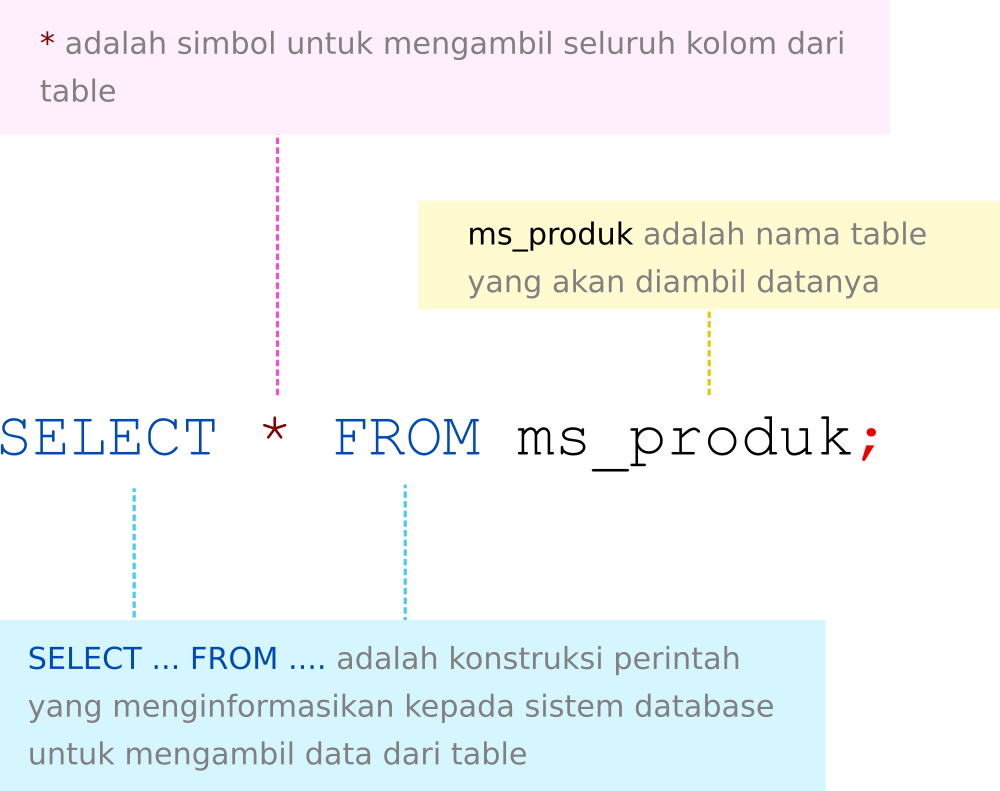 * adalah simbol untuk mengambil seluruh kolom dari
table
ms_produk adalah nama table
yang akan diambil datanya
SELECT * FROM ms_produk;
SELECT ... FROM .... adalah konstruksi perintah
yang menginformasikan kepada sistem database
untuk mengambil data dari table